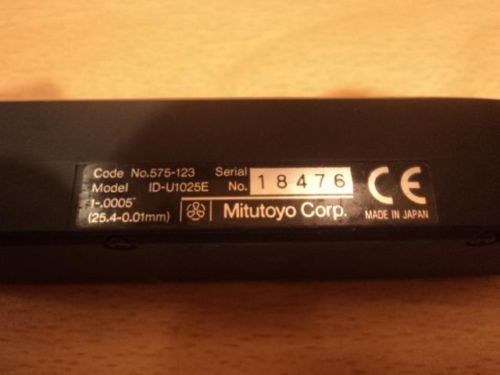 Code No.575-123 Serial
Model ID-U1025E No. 18476
1-.0005"
(25.4-0.01mm) Mitutoyo Corp.
CE
MADE IN JAPAN